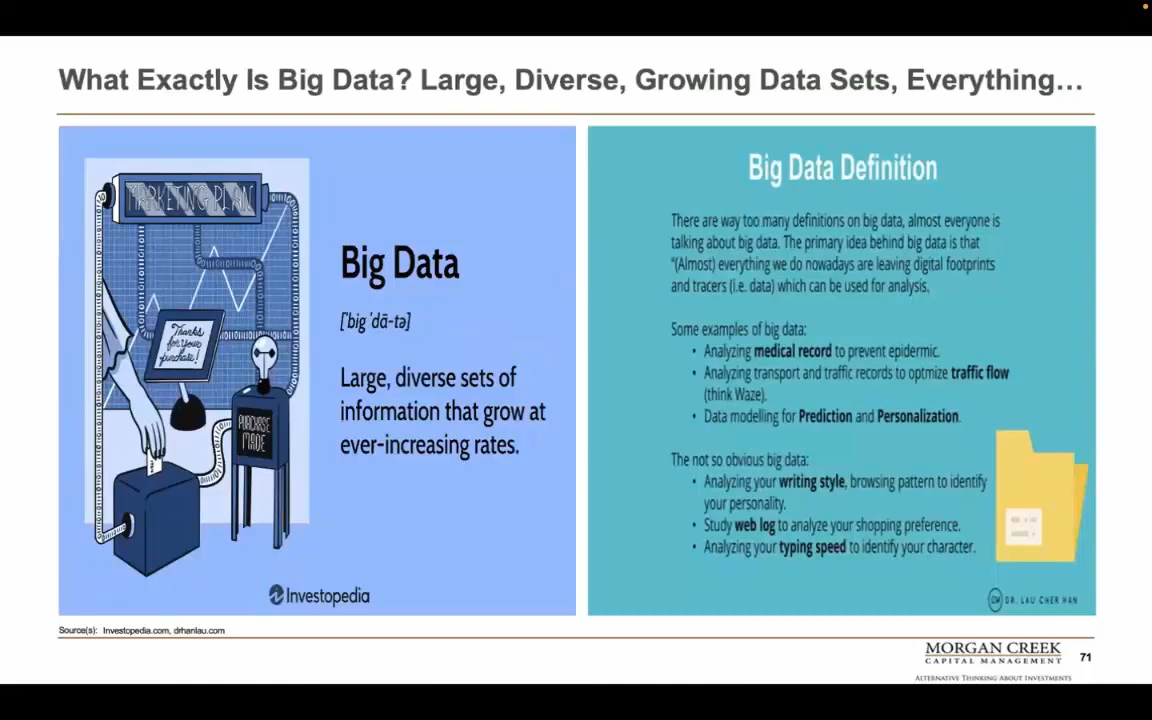 What Exactly Is Big Data? Large, Diverse, Growing Data Sets, Everything…
MARKETING PLAN
Thanks
for your
purchase!
PURCHASE
MADE
Big Data
['big 'dā-tə]
Large, diverse sets of
information that grow at
ever-increasing rates.
Investopedia
Big Data Definition
There are way too many definitions on big data, almost everyone is
talking about big data. The primary idea behind big data is that
"(Almost) everything we do nowadays are leaving digital footprints
and tracers (i.e. data) which can be used for analysis.
Some examples of big data:
• Analyzing medical record to prevent epidermic.
• Analyzing transport and traffic records to optmize traffic flow
(think Waze).
• Data modelling for Prediction and Personalization.
The not so obvious big data:
• Analyzing your writing style, browsing pattern to identify
your personality.
• Study web log to analyze your shopping preference.
• Analyzing your typing speed to identify your character.
DR. LAU CHER HAN
Source(s): Investopedia.com, drhanlau.com
MORGAN CREEK
CAPITAL MANAGEMENT
ALTERNATIVE THINKING ABOUT INVESTMENTS
71